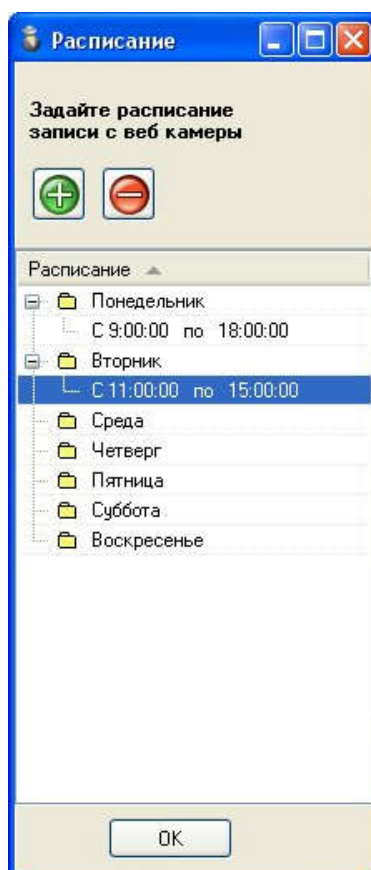 Расписание
Задайте расписание
записи с веб камеры
Расписание
Понедельник
С 9:00:00 по 18:00:00
Вторник
С 11:00:00 по 15:00:00
Среда
Четверг
Пятница
Суббота
Воскресенье
OK